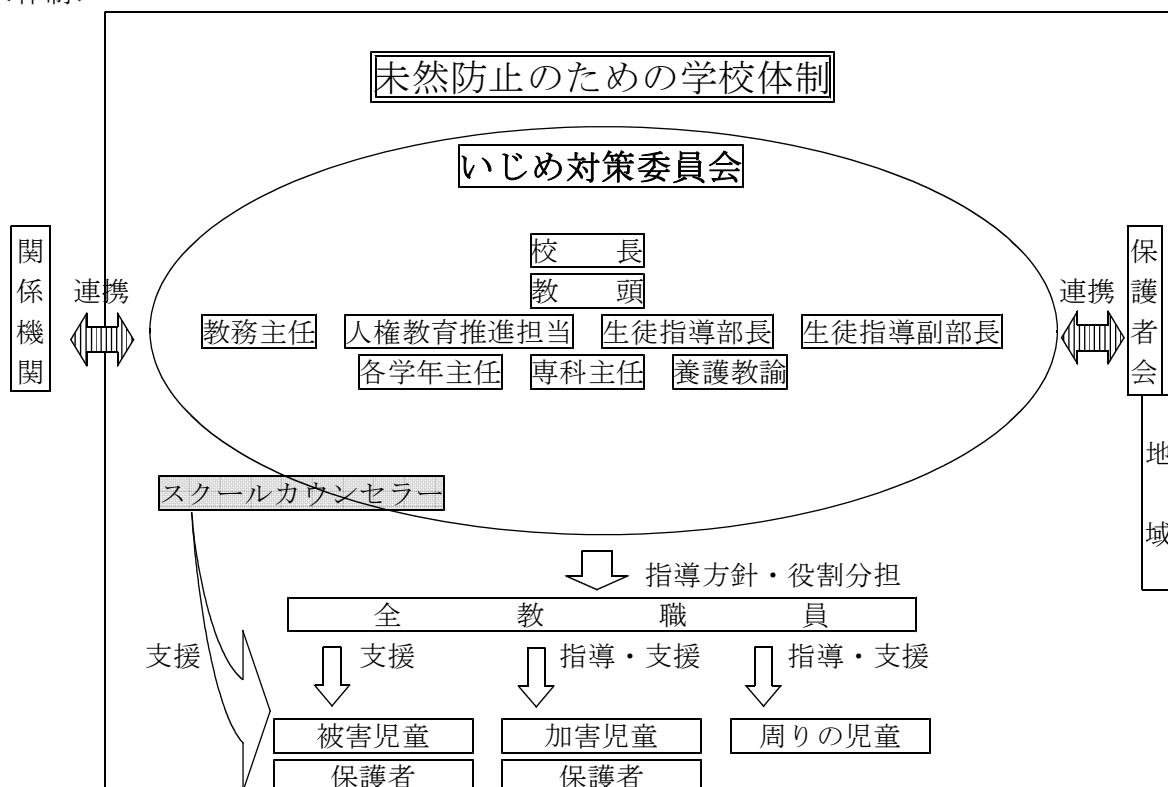 未然防止のための学校体制
いじめ対策委員会
関係機関
連携
校　　長
教　　頭
教務主任　人権教育推進担当　生徒指導部長　生徒指導副部長
各学年主任　専科主任　養護教諭
連携
保護者会
地域
スクールカウンセラー
指導方針・役割分担
全　教　職　員
支援
支援
指導・支援
指導・支援
被害児童　加害児童　周りの児童
保護者　保護者